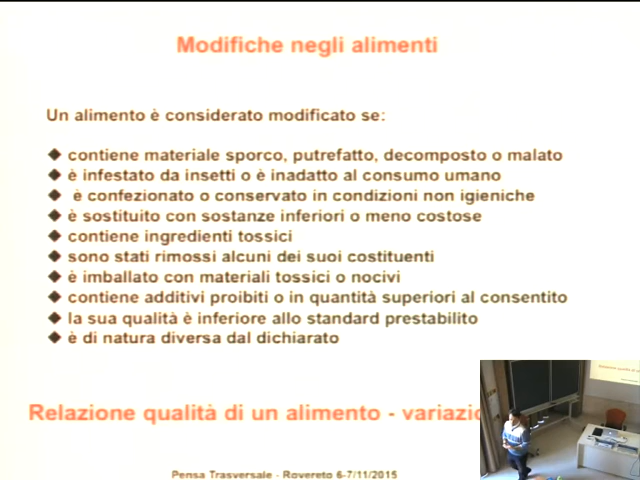 Modifiche negli alimenti
Un alimento è considerato modificato se:
◆ contiene materiale sporco, putrefatto, decomposto o malato
◆ è infestato da insetti o è inadatto al consumo umano
◆ è confezionato o conservato in condizioni non igieniche
◆ è sostituito con sostanze inferiori o meno costose
◆ contiene ingredienti tossici
◆ sono stati rimossi alcuni dei suoi costituenti
◆ è imballato con materiali tossici o nocivi
◆ contiene additivi proibiti o in quantità superiori al consentito
◆ la sua qualità è inferiore allo standard prestabilito
◆ è di natura diversa dal dichiarato
Relazione qualità di un alimento -
Pensa Trasversale - Rovereto 6-7/11/2015